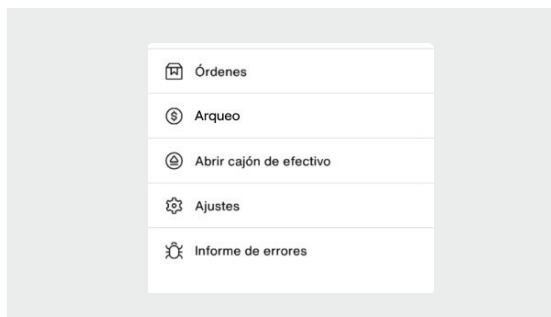 Órdenes
Arqueo
Abrir cajón de efectivo
Ajustes
Informe de errores